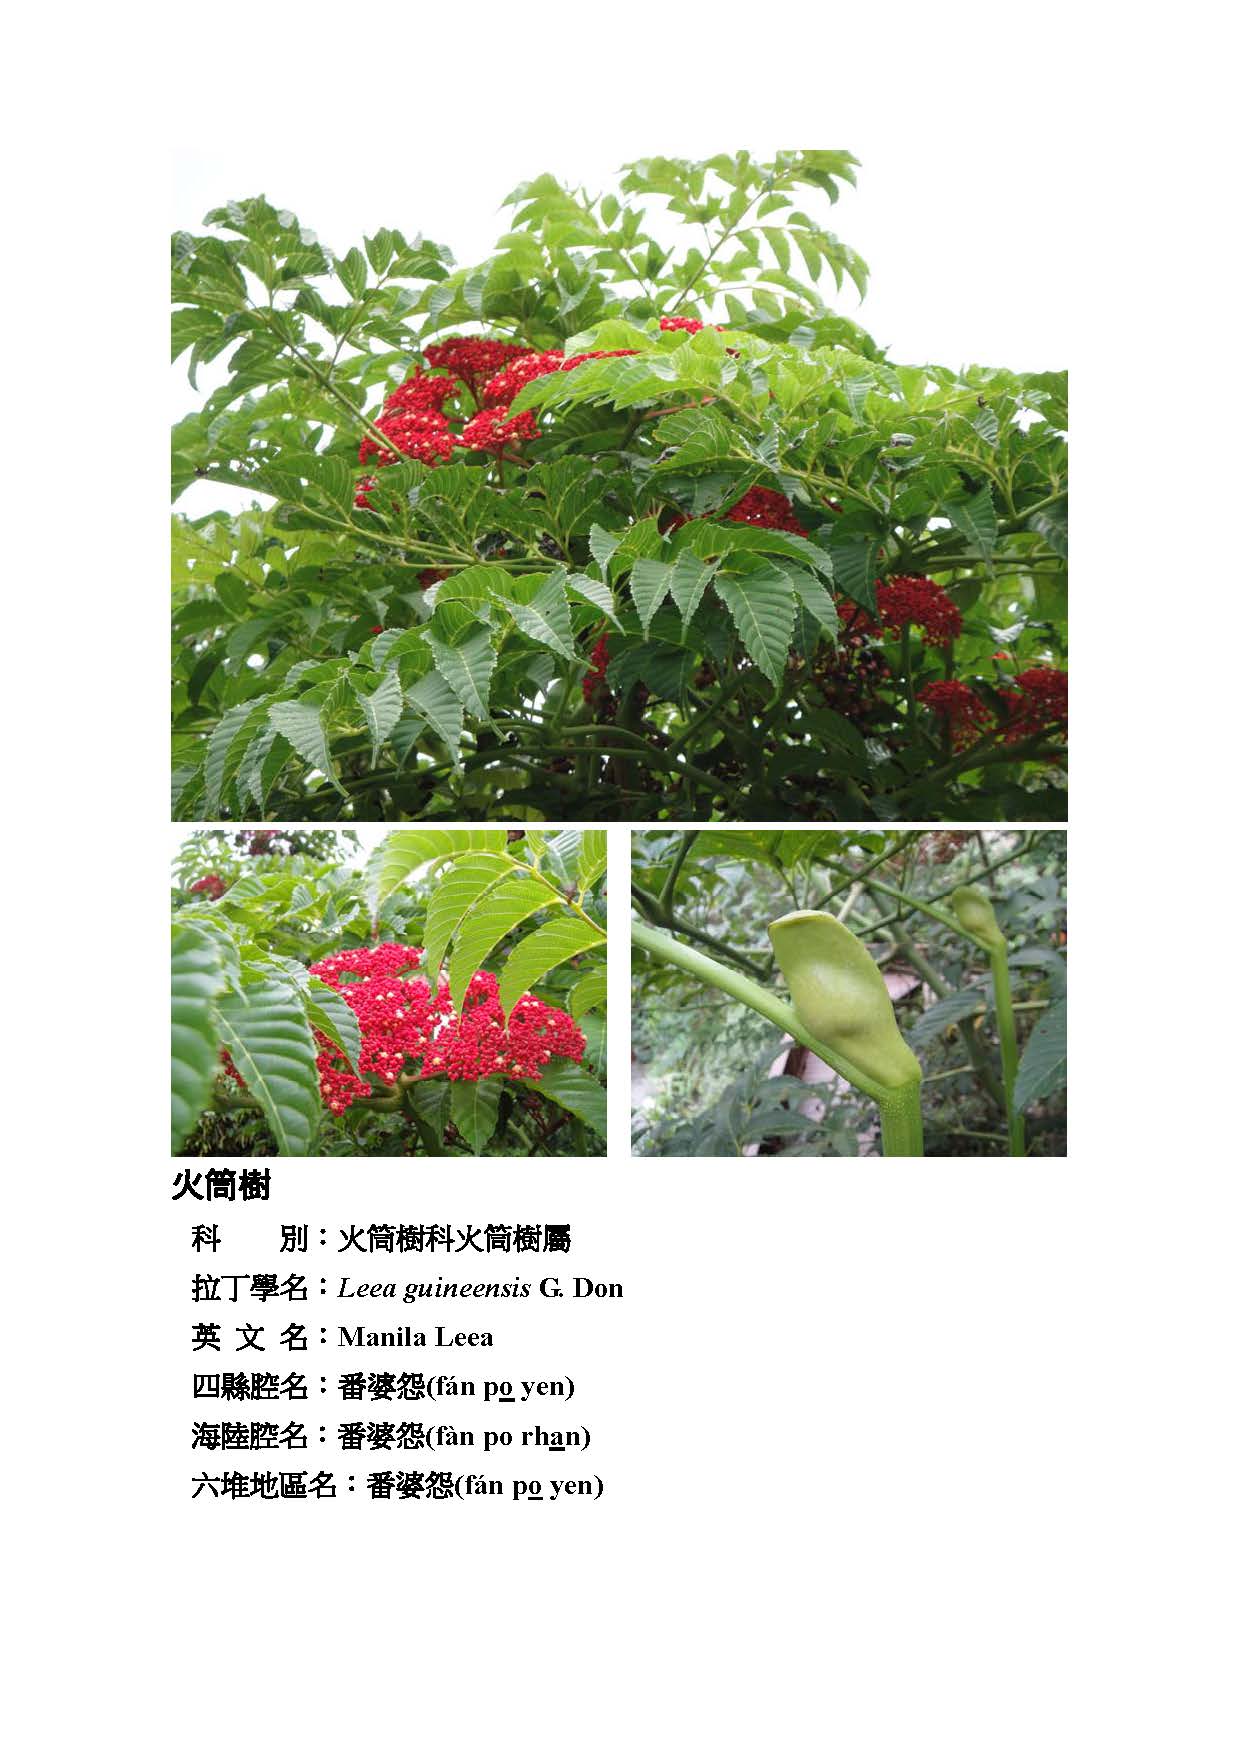 火筒樹
科　　別：火筒樹科火筒樹屬
拉丁學名：Leea guineensis G. Don
英 文 名：Manila Leea
四縣腔名：番婆怨(fán po yen)
海陸腔名：番婆怨(fàn po rhan)
六堆地區名：番婆怨(fán po yen)